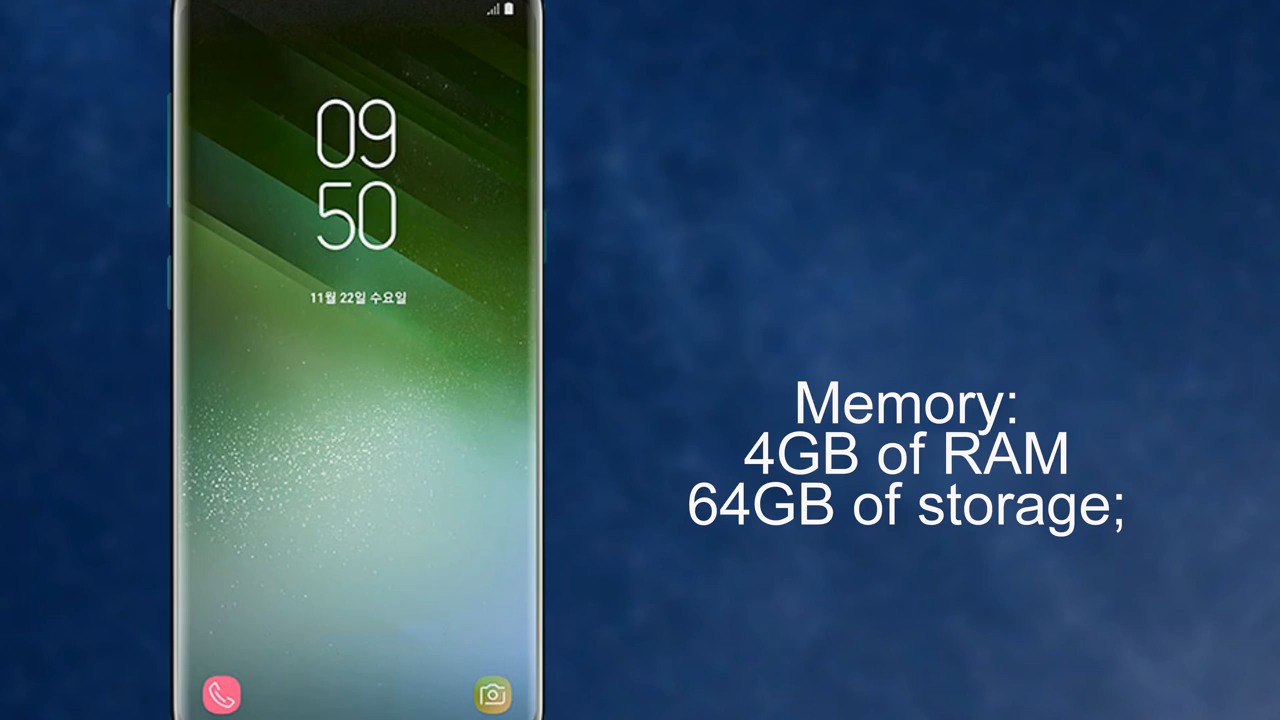 09
50
11월 22일 수요일
Memory:
4GB of RAM
64GB of storage;